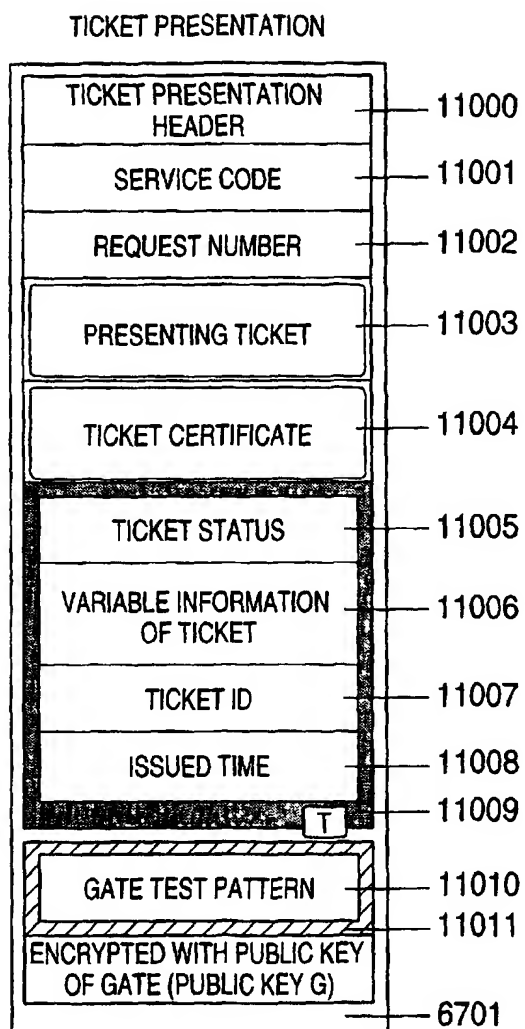 TICKET PRESENTATION
TICKET PRESENTATION
HEADER
11000
SERVICE CODE
11001
REQUEST NUMBER
11002
PRESENTING TICKET
11003
TICKET CERTIFICATE
11004
TICKET STATUS
11005
VARIABLE INFORMATION
OF TICKET
11006
TICKET ID
11007
ISSUED TIME
11008
T
11009
GATE TEST PATTERN
11010
11011
ENCRYPTED WITH PUBLIC KEY
OF GATE (PUBLIC KEY G)
6701